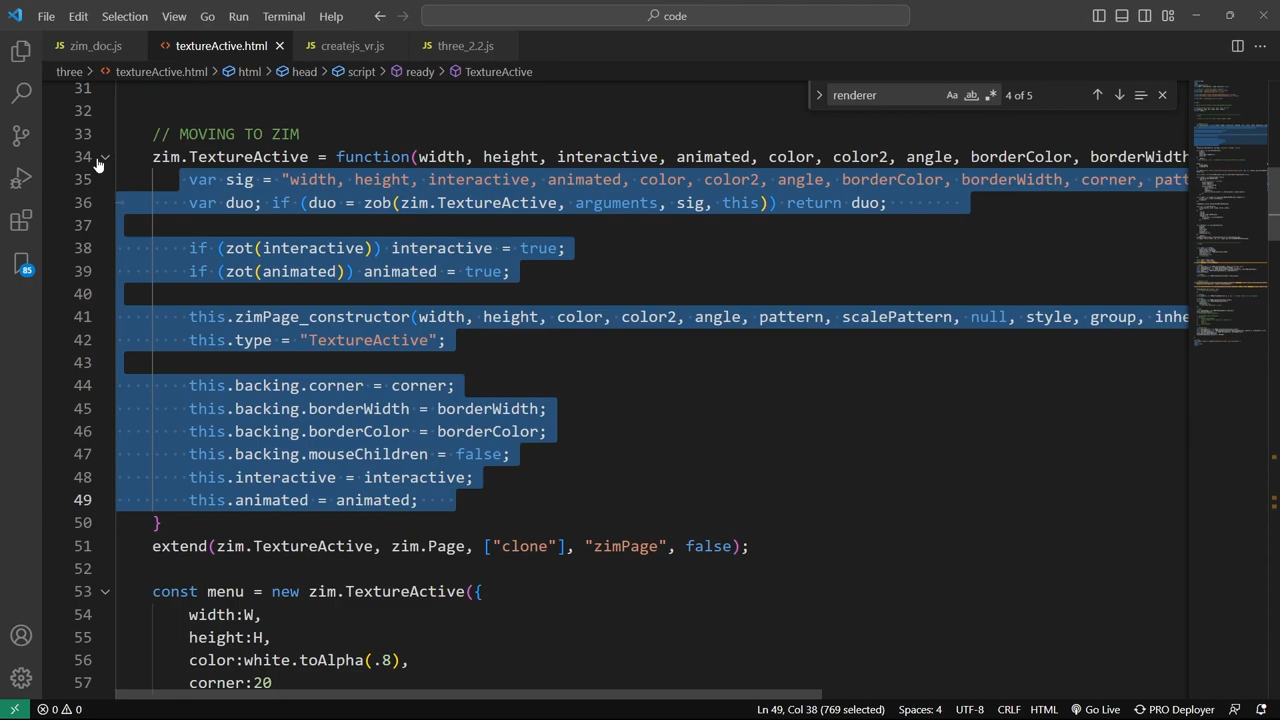 File Edit Selection View Go Run Terminal Help
code
zim_doc.js textureActive.html createjs_vr.js three_2.2.js
three > textureActive.html > html > head > script > ready > TextureActive
renderer ab 4 of 5
31
32
33 // MOVING TO ZIM
34 zim.TextureActive = function(width, height, interactive, animated, color, color2, angle, borderColor, borderWidth
35 var sig = "width, height, interactive, animated, color, color2, angle, borderColor, borderWidth, corner, patt
36 var duo; if (duo = zob(zim.TextureActive, arguments, sig, this)) return duo;
37
38 if (zot(interactive)) interactive = true;
39 if (zot(animated)) animated = true;
40
41 this.zimPage_constructor(width, height, color, color2, angle, pattern, scalePattern, null, style, group, inhe
42 this.type = "TextureActive";
43
44 this.backing.corner = corner;
45 this.backing.borderWidth = borderWidth;
46 this.backing.borderColor = borderColor;
47 this.backing.mouseChildren = false;
48 this.interactive = interactive;
49 this.animated = animated;
50 }
51 extend(zim.TextureActive, zim.Page, ["clone"], "zimPage", false);
52
53 const menu = new zim.TextureActive({
54 width:W,
55 height:H,
56 color:white.toAlpha(.8),
57 corner:20
85
0 0 Ln 49, Col 38 (769 selected) Spaces: 4 UTF-8 CRLF HTML Go Live PRO Deployer